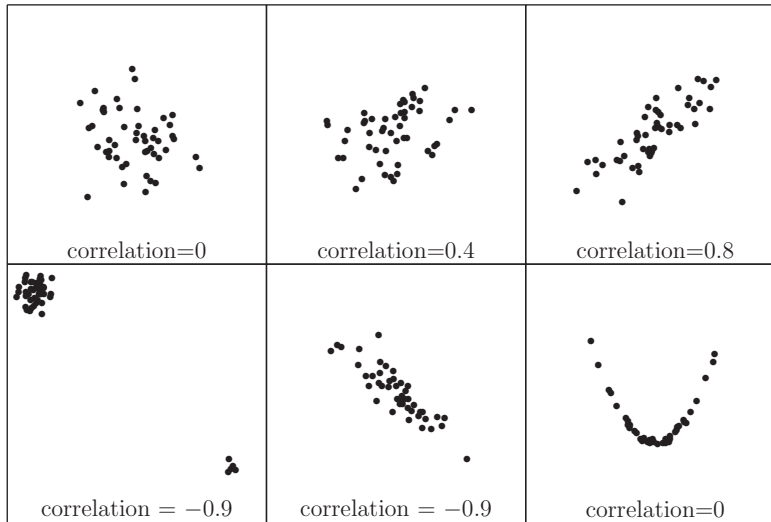 correlation=0
correlation=0.4
correlation=0.8
correlation = −0.9
correlation = −0.9
correlation=0